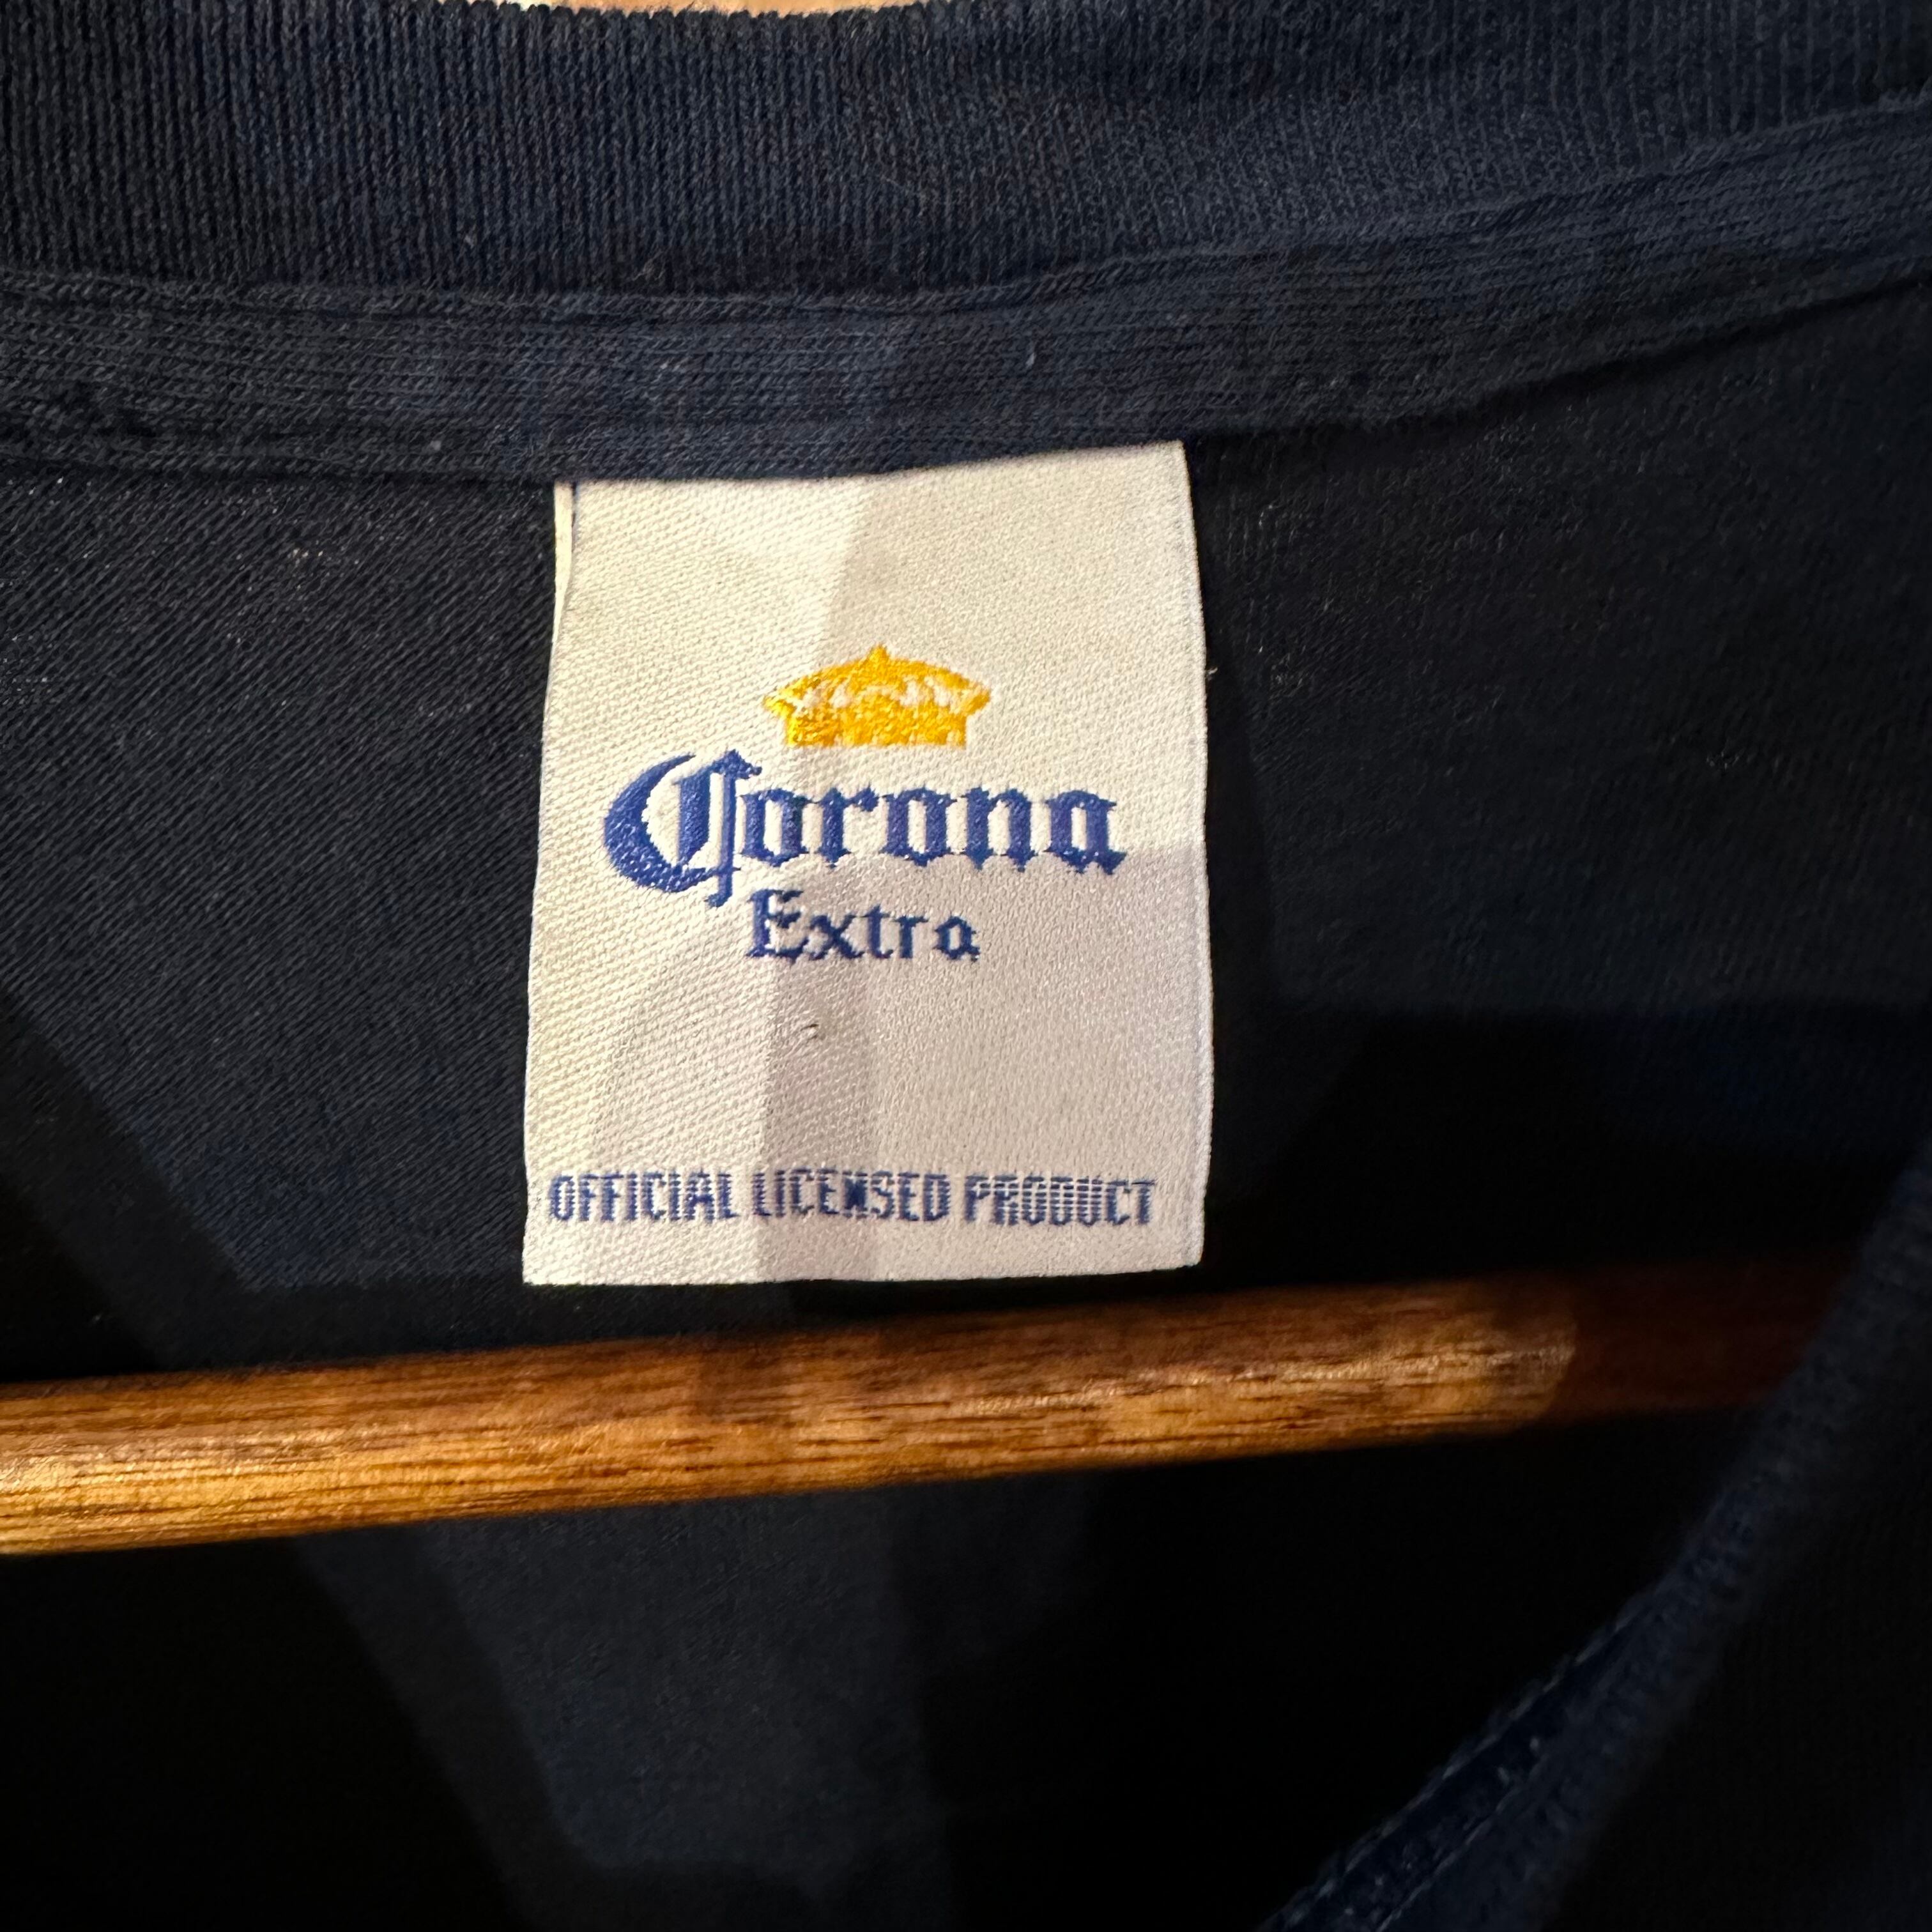 Corona
Extra
OFFICIAL LICENSED PRODUCT